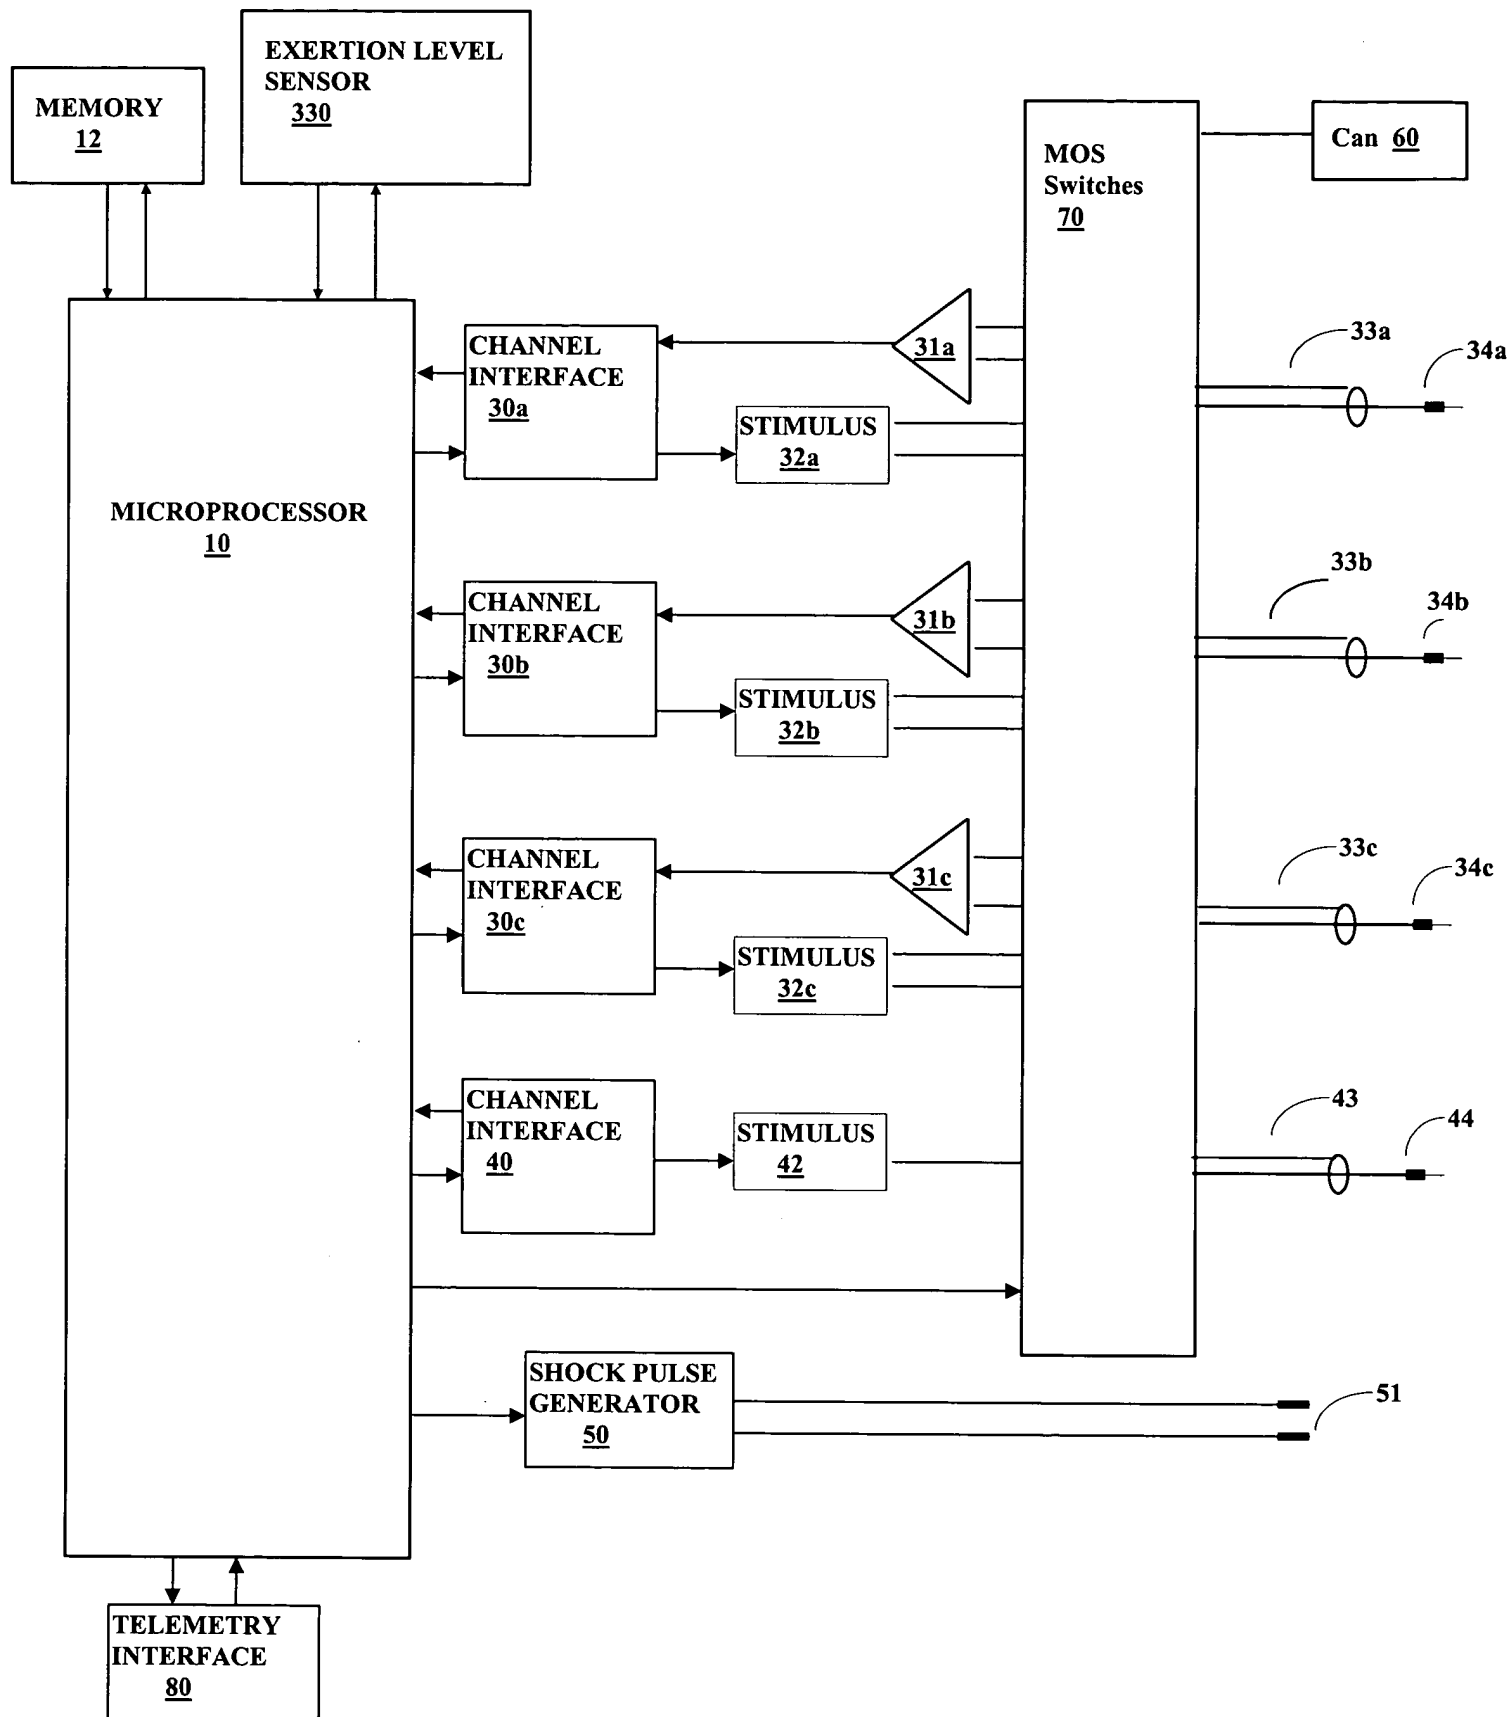 EXERTION LEVEL
SENSOR
330
MEMORY
12
Can 60
MOS
Switches
70
33a
34a
CHANNEL
INTERFACE
30a
31a
STIMULUS
32a
MICROPROCESSOR
10
33b
34b
CHANNEL
INTERFACE
30b
31b
STIMULUS
32b
33c
34c
CHANNEL
INTERFACE
30c
31c
STIMULUS
32c
43
44
CHANNEL
INTERFACE
40
STIMULUS
42
SHOCK PULSE
GENERATOR
50
51
TELEMETRY
INTERFACE
80